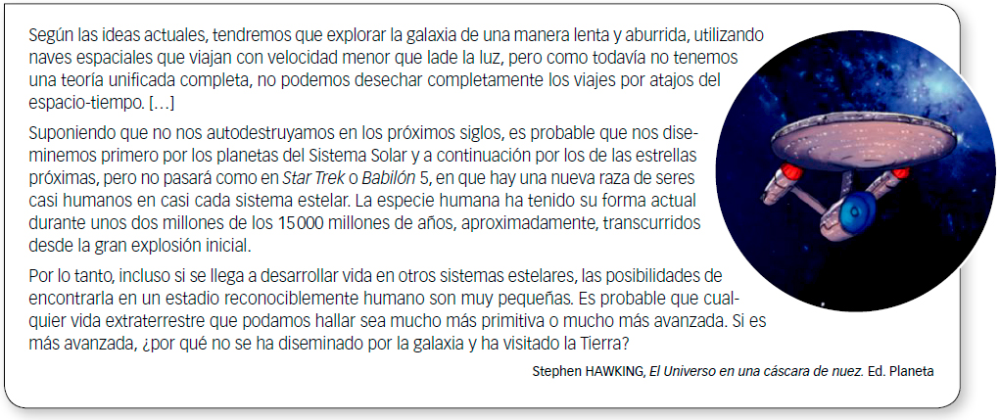 Según las ideas actuales, tendremos que explorar la galaxia de una manera lenta y aburrida, utilizando
naves espaciales que viajan con velocidad menor que lade la luz, pero como todavía no tenemos
una teoría unificada completa, no podemos desechar completamente los viajes por atajos del
espacio-tiempo. […]
Suponiendo que no nos autodestruyamos en los próximos siglos, es probable que nos dise-
minemos primero por los planetas del Sistema Solar y a continuación por los de las estrellas
próximas, pero no pasará como en Star Trek o Babilón 5, en que hay una nueva raza de seres
casi humanos en casi cada sistema estelar. La especie humana ha tenido su forma actual
durante unos dos millones de los 15 000 millones de años, aproximadamente, transcurridos
desde la gran explosión inicial.
Por lo tanto, incluso si se llega a desarrollar vida en otros sistemas estelares, las posibilidades de
encontrarla en un estadio reconociblemente humano son muy pequeñas. Es probable que cual-
quier vida extraterrestre que podamos hallar sea mucho más primitiva o mucho más avanzada. Si es
más avanzada, ¿por qué no se ha diseminado por la galaxia y ha visitado la Tierra?
Stephen HAWKING, El Universo en una cáscara de nuez. Ed. Planeta